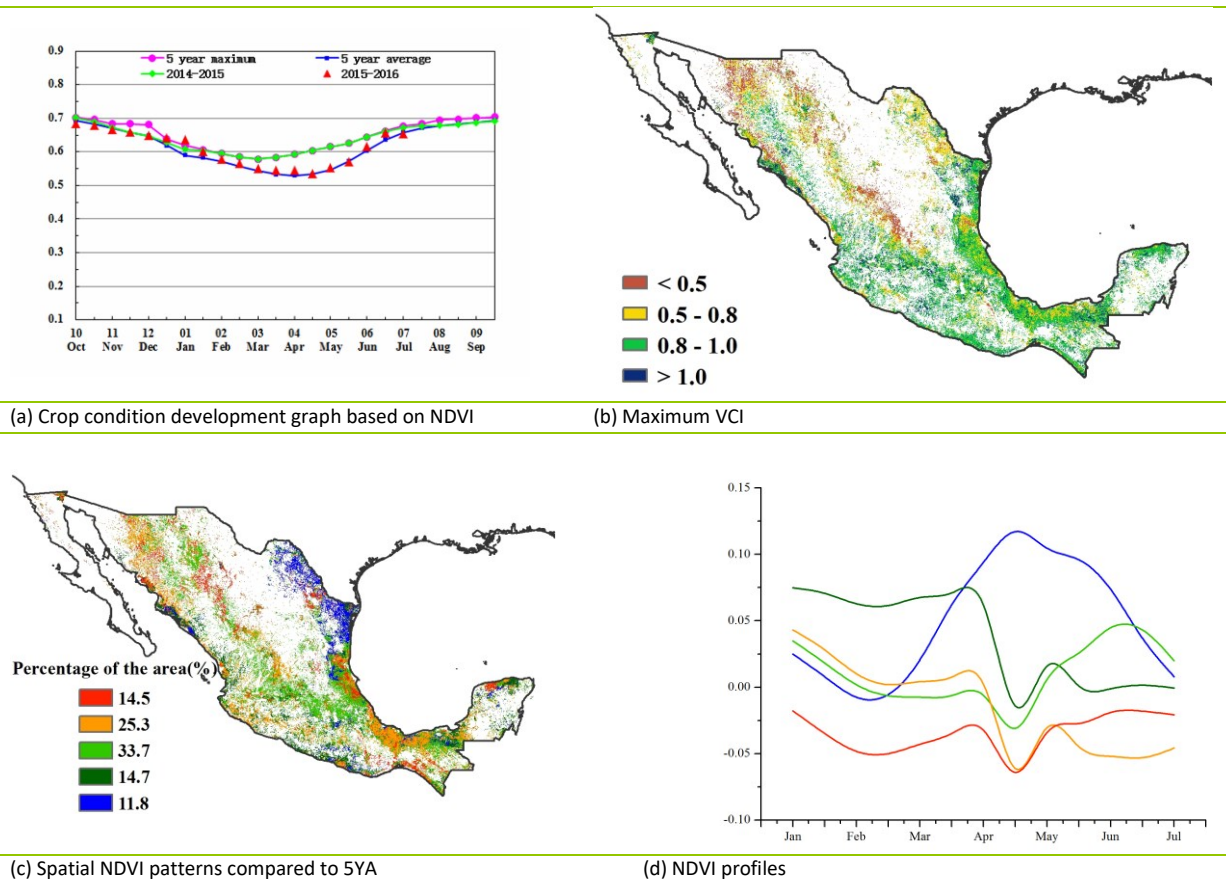 0.9
5 year maximum
5 year average
2014-2015
2015-2016
0.8
0.7
0.6
0.5
0.4
0.3
0.2
0.1
10 11 12 01 02 03 04 05 06 07 08 09
Oct Nov Dec Jan Feb Mar Apr May Jun Jul Aug Sep
< 0.5
0.5 - 0.8
0.8 - 1.0
> 1.0
(a) Crop condition development graph based on NDVI
(b) Maximum VCI
Percentage of the area(%)
14.5
25.3
33.7
14.7
11.8
0.15
0.10
0.05
0.00
-0.05
-0.10
Jan Feb Mar Apr May Jun Jul
(c) Spatial NDVI patterns compared to 5YA
(d) NDVI profiles